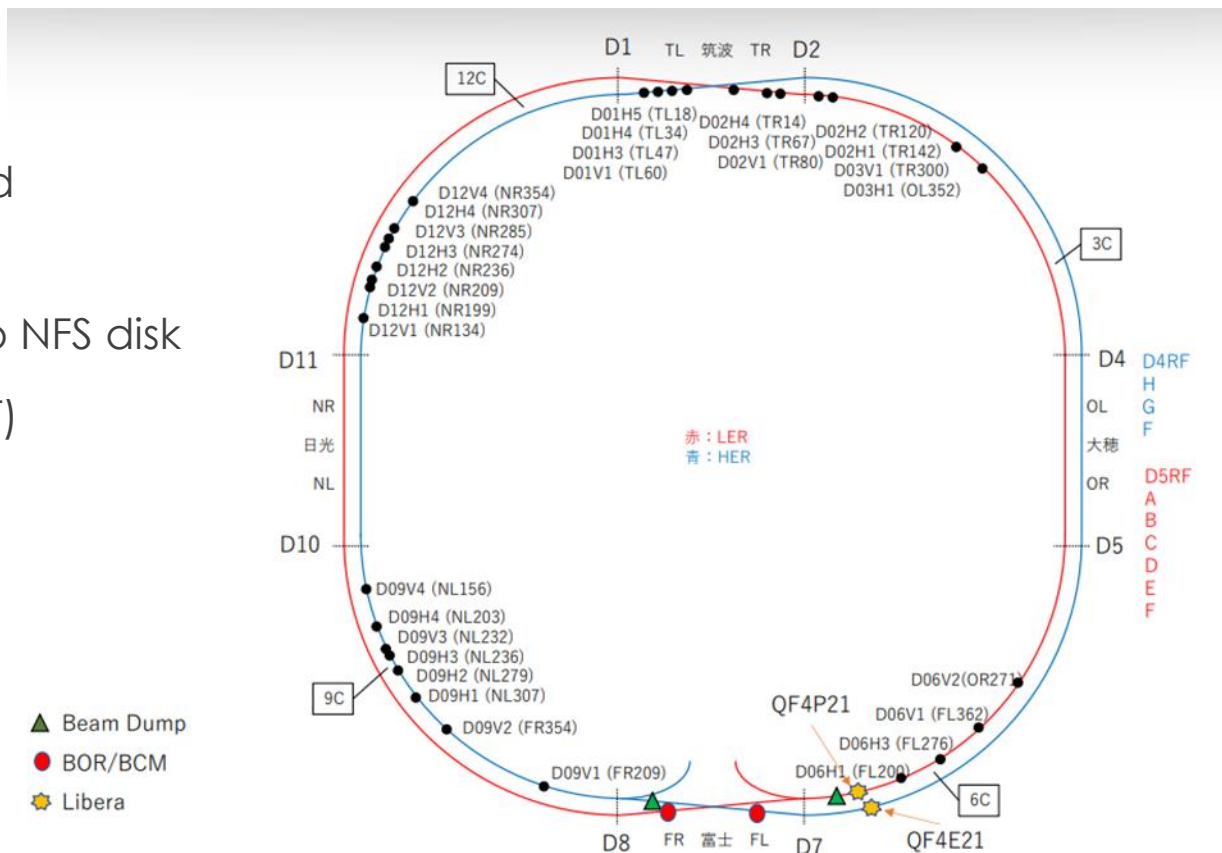 D1 TL 筑波 TR D2
12C
D01H5 (TL18)
D01H4 (TL34)
D01H3 (TL47)
D01V1 (TL60)
D02H4 (TR14)
D02H3 (TR67)
D02V1 (TR80)
D02H2 (TR120)
D02H1 (TR142)
D03V1 (TR300)
D03H1 (OL352)
D12V4 (NR354)
D12H4 (NR307)
D12V3 (NR285)
D12H3 (NR274)
D12H2 (NR236)
D12V2 (NR209)
D12H1 (NR199)
D12V1 (NR134)
3C
NFS disk
D11
NR
日光
NL
D10
赤：LER
青：HER
D4
OL
大穂
OR
D5
D4RF
H
G
F
D5RF
A
B
C
D
E
F
D09V4 (NL156)
D09H4 (NL203)
D09V3 (NL232)
D09H3 (NL236)
D09H2 (NL279)
D09H1 (NL307)
D09V2 (FR354)
D09V1 (FR209)
9C
D06V2(OR271)
D06V1 (FL362)
D06H3 (FL276)
D06H1 (FL200)
QF4P21
6C
QF4E21
D8 FR 富士 FL D7
Beam Dump
BOR/BCM
Libera